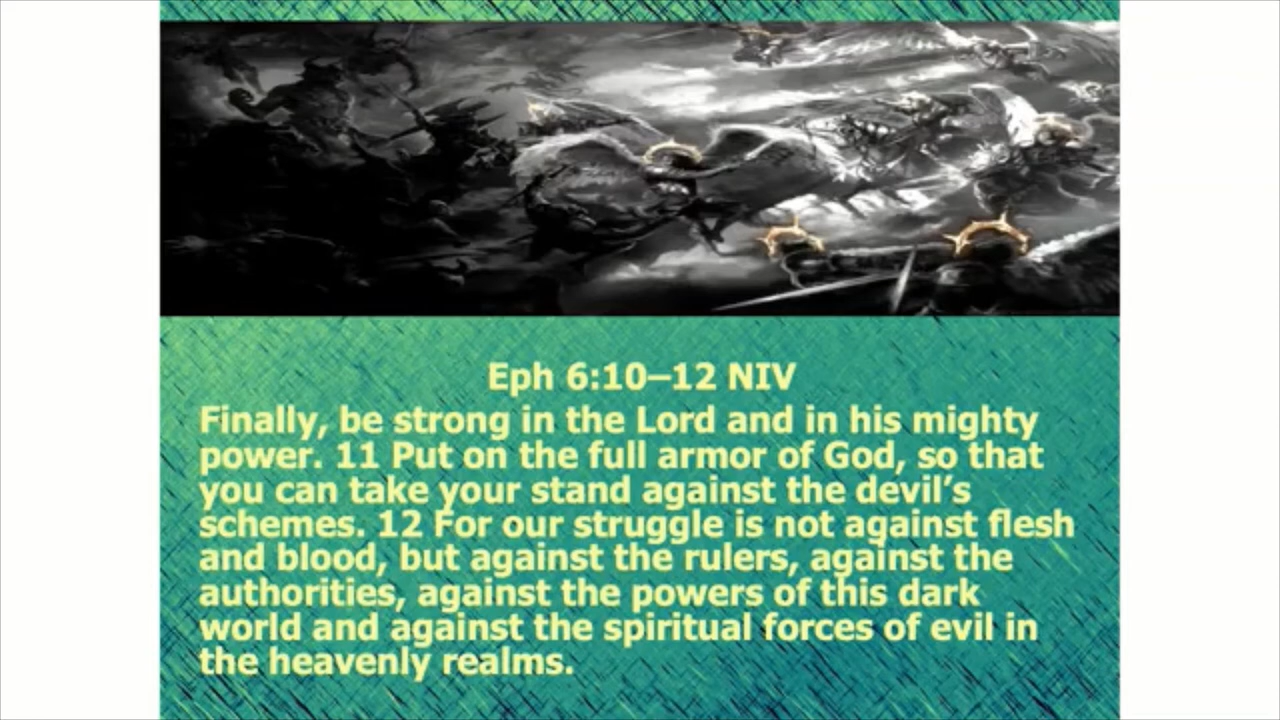 Eph 6:10–12 NIV
Finally, be strong in the Lord and in his mighty
power. 11 Put on the full armor of God, so that
you can take your stand against the devil’s
schemes. 12 For our struggle is not against flesh
and blood, but against the rulers, against the
authorities, against the powers of this dark
world and against the spiritual forces of evil in
the heavenly realms.